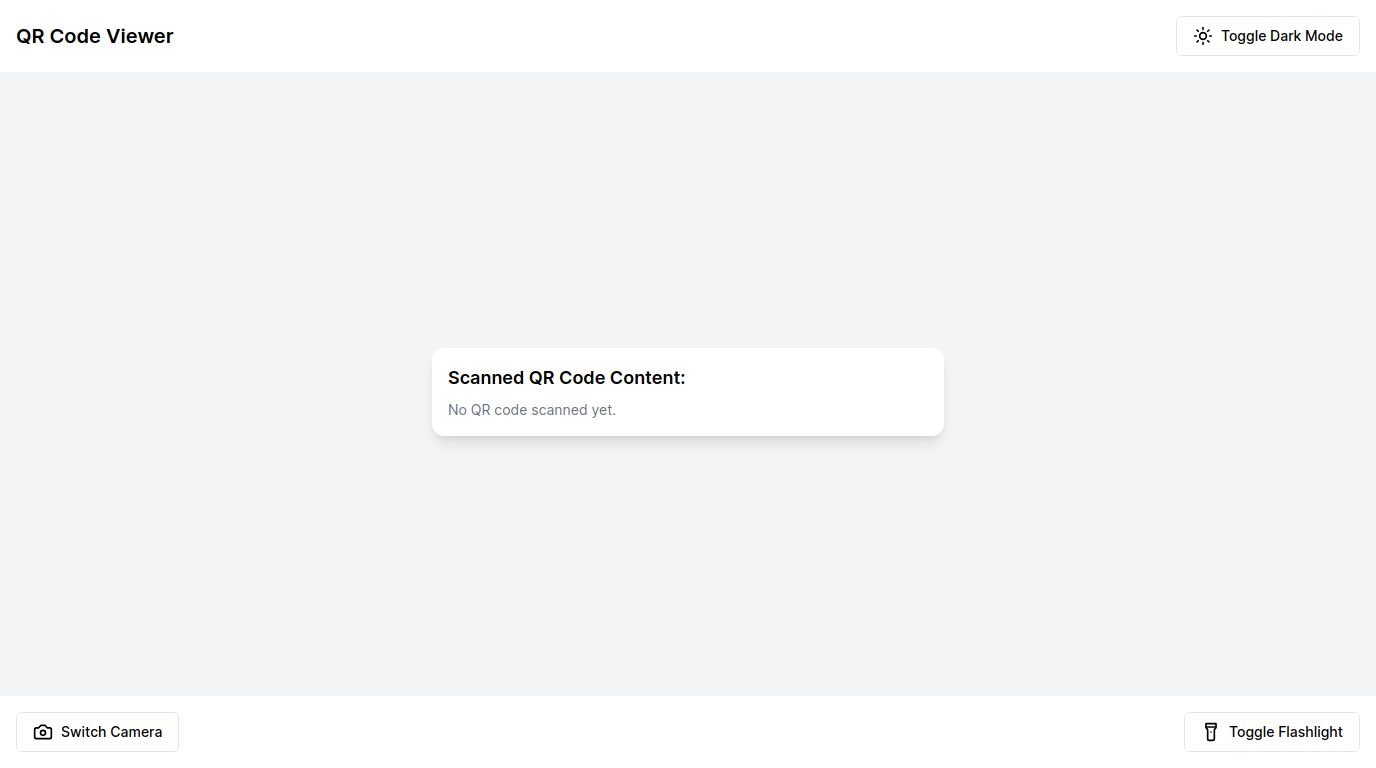 QR Code Viewer
Toggle Dark Mode
Scanned QR Code Content:
No QR code scanned yet.
Switch Camera
Toggle Flashlight